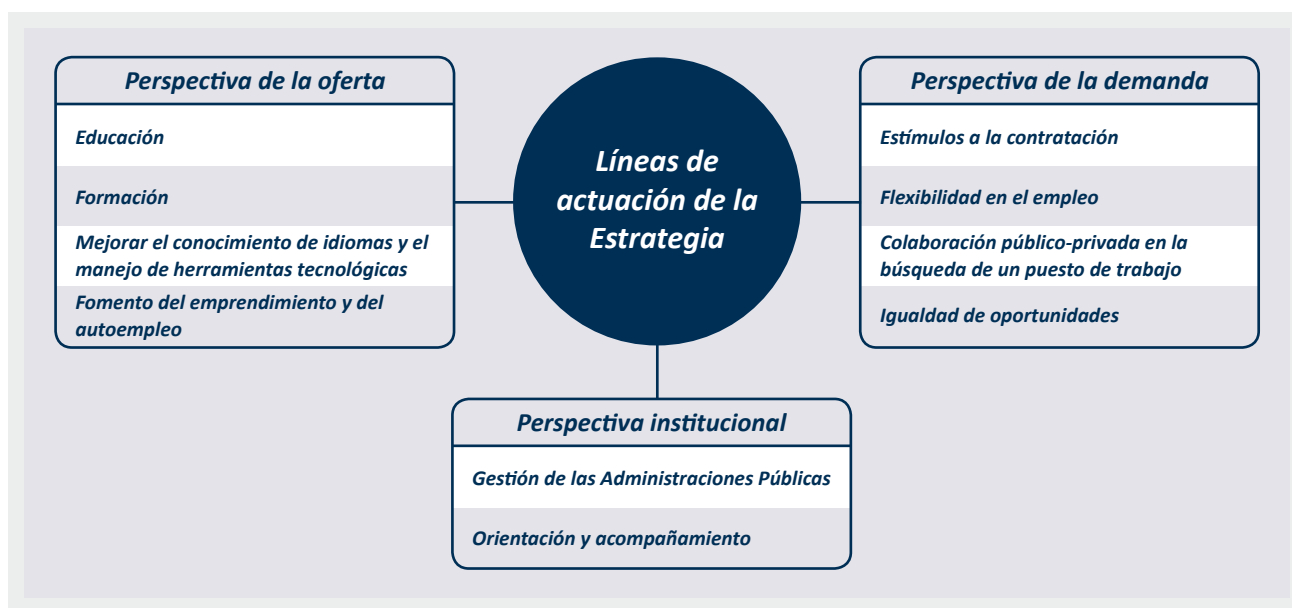 Perspectiva de la oferta
Educación
Formación
Mejorar el conocimiento de idiomas y el
manejo de herramientas tecnológicas
Fomento del emprendimiento y del
autoempleo
Líneas de
actuación de la
Estrategia
Perspectiva de la demanda
Estímulos a la contratación
Flexibilidad en el empleo
Colaboración público-privada en la
búsqueda de un puesto de trabajo
Igualdad de oportunidades
Perspectiva institucional
Gestión de las Administraciones Públicas
Orientación y acompañamiento